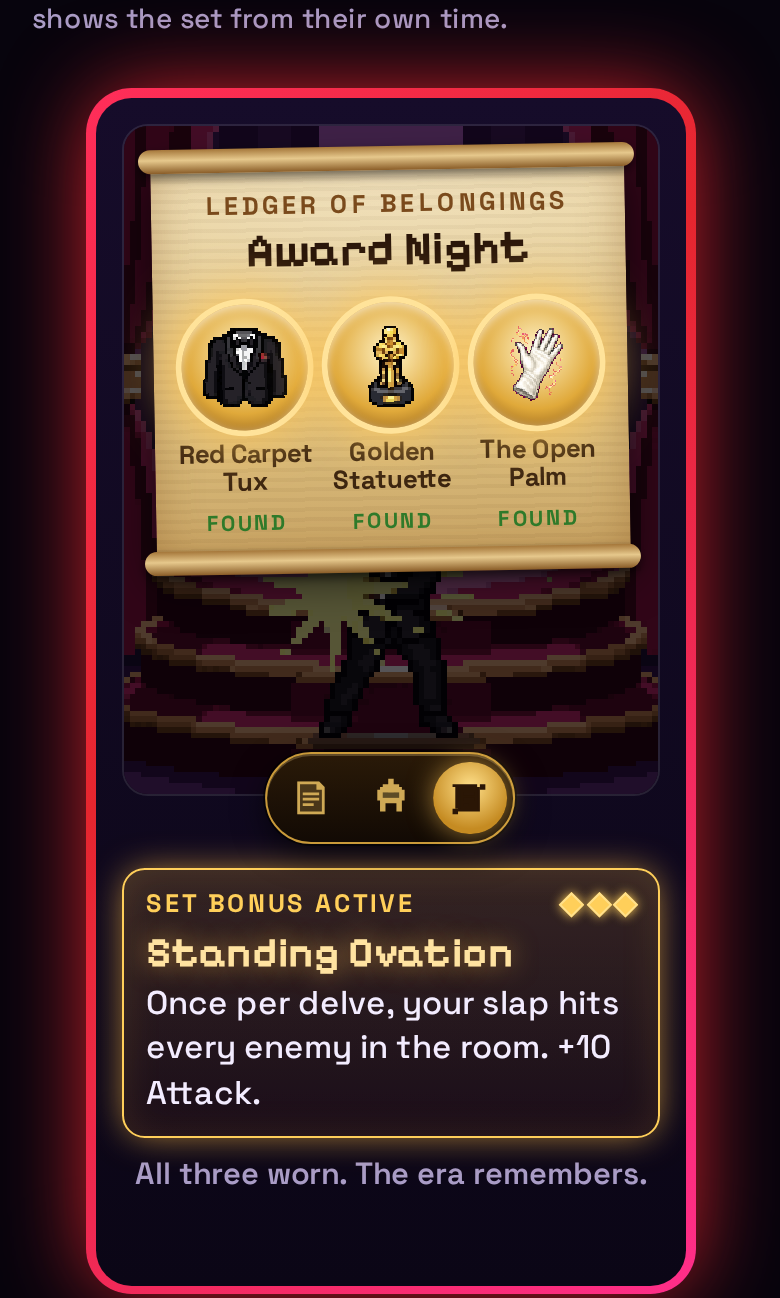 shows the set from their own time.
LEDGER OF BELONGINGS
Award Night
Red Carpet Tux
Golden Statuette
The Open Palm
FOUND
FOUND
FOUND
SET BONUS ACTIVE
Standing Ovation
Once per delve, your slap hits
every enemy in the room. +10
Attack.
All three worn. The era remembers.